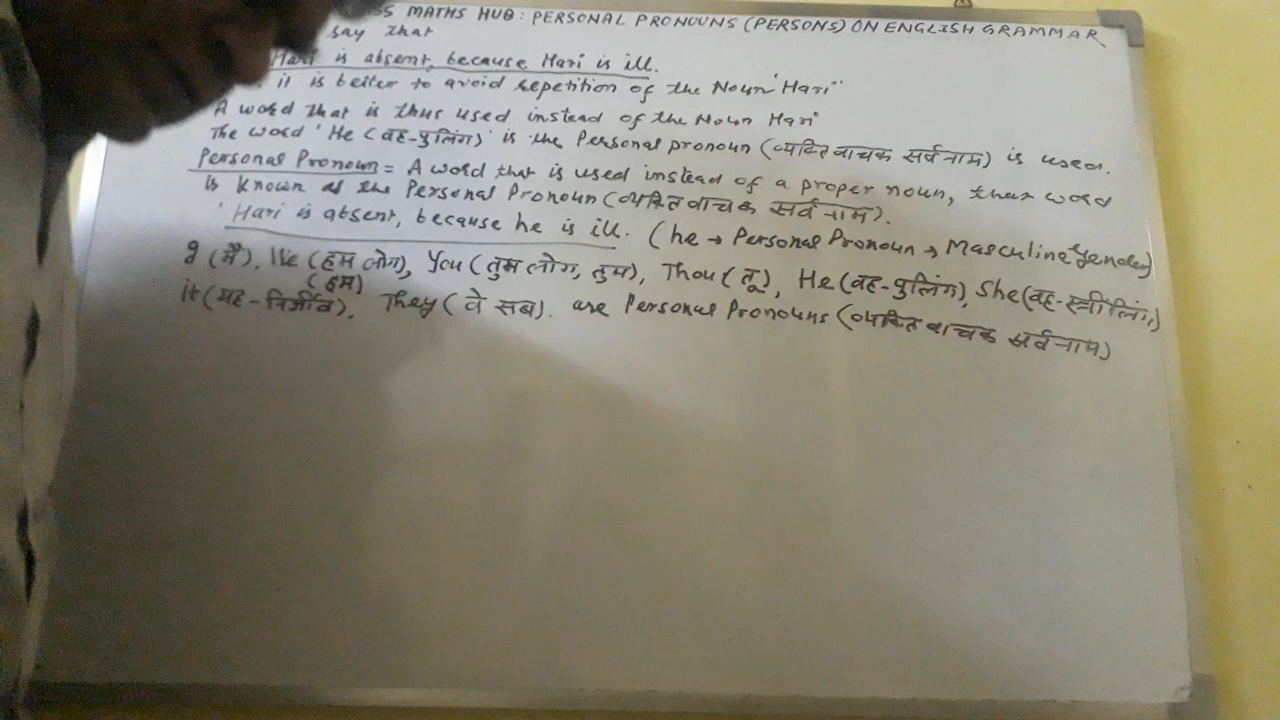 SS MATHS HUB: PERSONAL PRONOUNS (PERSONS) ON ENGLISH GRAMMAR
say that
Hari is absent, because Hari is ill.
it is better to avoid repetition of the Noun 'Hari"
A word that is thus used instead of the Noun Hari'
The word 'He (वह-पुलिंग)' is the Personal pronoun (व्यक्तिवाचक सर्वनाम) is used.
Personal Pronoun = A word that is used instead of a proper noun, that word
is known as the Personal Pronoun (व्यक्तिवाचक सर्वनाम).
'Hari is absent, because he is ill. (he → Personal Pronoun → Masculine Gender)
I (मैं), We (हम लोग), You (तुम लोग, तुम), Thou (तू), He (वह-पुलिंग), She (वह-स्त्रीलिंग)
(हम)
it (यह-निर्जीव), They (वे सब). are Personal Pronouns (व्यक्तिवाचक सर्वनाम)